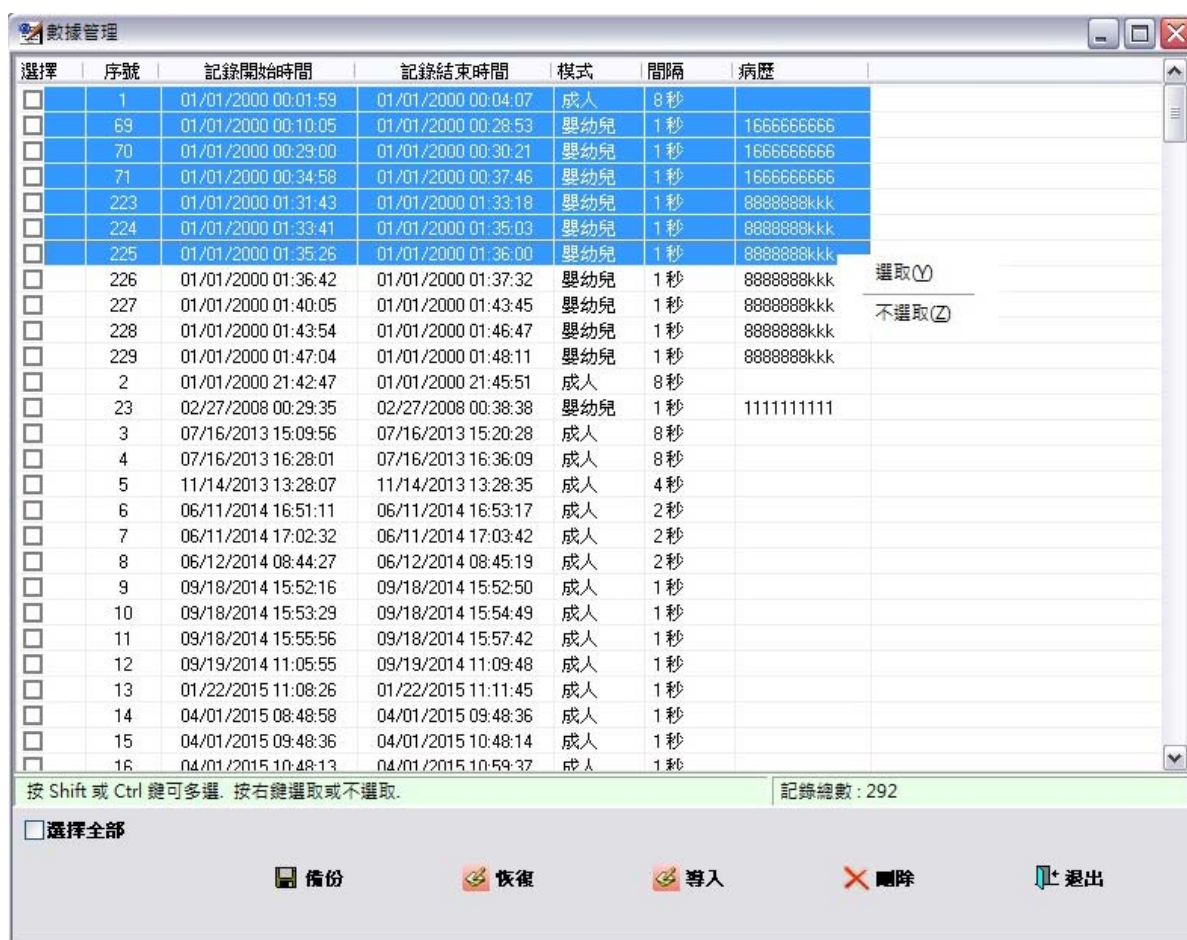 數據管理
選擇 序號 記錄開始時間 記錄結束時間 模式 間隔 病歷
1 01/01/2000 00:01:59 01/01/2000 00:04:07 成人 8秒
69 01/01/2000 00:10:05 01/01/2000 00:28:53 嬰幼兒 1秒 1666666666
70 01/01/2000 00:29:00 01/01/2000 00:30:21 嬰幼兒 1秒 1666666666
71 01/01/2000 00:34:58 01/01/2000 00:37:46 嬰幼兒 1秒 1666666666
223 01/01/2000 01:31:43 01/01/2000 01:33:18 嬰幼兒 1秒 8888888kkk
224 01/01/2000 01:33:41 01/01/2000 01:35:03 嬰幼兒 1秒 8888888kkk
225 01/01/2000 01:35:26 01/01/2000 01:36:00 嬰幼兒 1秒 8888888kkk
選取(Y)
226 01/01/2000 01:36:42 01/01/2000 01:37:32 嬰幼兒 1秒 8888888kkk
227 01/01/2000 01:40:05 01/01/2000 01:43:45 嬰幼兒 1秒 8888888kkk
不選取(Z)
228 01/01/2000 01:43:54 01/01/2000 01:46:47 嬰幼兒 1秒 8888888kkk
229 01/01/2000 01:47:04 01/01/2000 01:48:11 嬰幼兒 1秒 8888888kkk
2 01/01/2000 21:42:47 01/01/2000 21:45:51 成人 8秒
23 02/27/2008 00:29:35 02/27/2008 00:38:38 嬰幼兒 1秒 1111111111
3 07/16/2013 15:09:56 07/16/2013 15:20:28 成人 8秒
4 07/16/2013 16:28:01 07/16/2013 16:36:09 成人 8秒
5 11/14/2013 13:28:07 11/14/2013 13:28:35 成人 4秒
6 06/11/2014 16:51:11 06/11/2014 16:53:17 成人 2秒
7 06/11/2014 17:02:32 06/11/2014 17:03:42 成人 2秒
8 06/12/2014 08:44:27 06/12/2014 08:45:19 成人 2秒
9 09/18/2014 15:52:16 09/18/2014 15:52:50 成人 1秒
10 09/18/2014 15:53:29 09/18/2014 15:54:49 成人 1秒
11 09/18/2014 15:55:56 09/18/2014 15:57:42 成人 1秒
12 09/19/2014 11:05:55 09/19/2014 11:09:48 成人 1秒
13 01/22/2015 11:08:26 01/22/2015 11:11:45 成人 1秒
14 04/01/2015 08:48:58 04/01/2015 09:48:36 成人 1秒
15 04/01/2015 09:48:36 04/01/2015 10:48:14 成人 1秒
16 04/01/2015 10:48:13 04/01/2015 10:59:37 成人 1秒
按 Shift 或 Ctrl 鍵可多選. 按右鍵選取或不選取. 記錄總數 : 292
選擇全部
備份 恢復 導入 刪除 退出